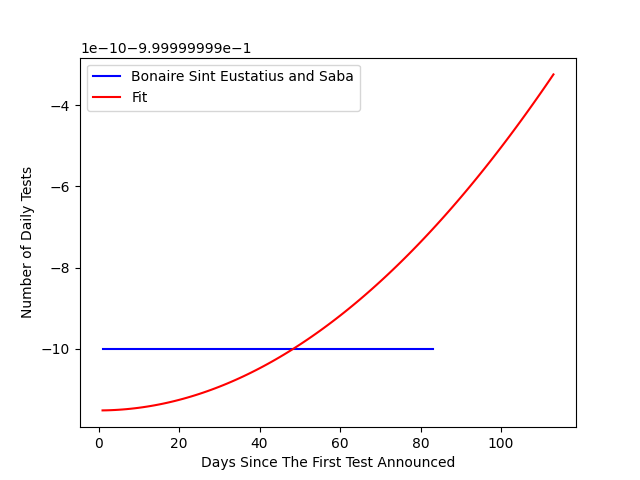 1e−10−9.99999999e−1
Bonaire Sint Eustatius and Saba
Fit
Number of Daily Tests
−4
−6
−8
−10
0 20 40 60 80 100
Days Since The First Test Announced